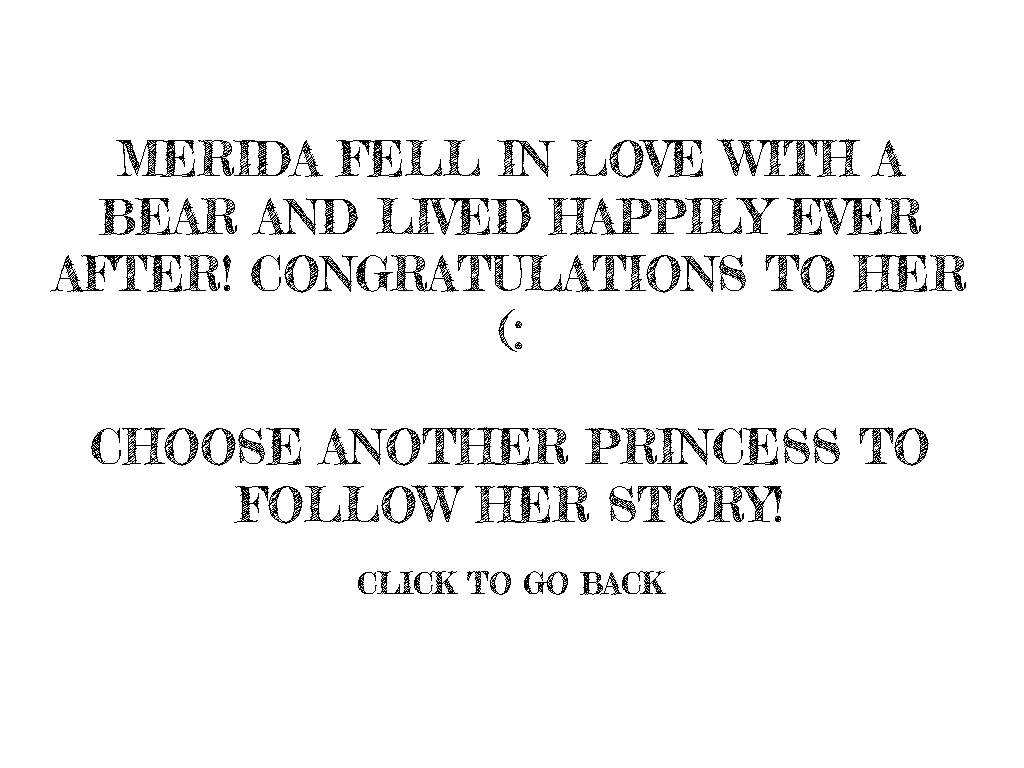 MERIDA FELL IN LOVE WITH A
BEAR AND LIVED HAPPILY EVER
AFTER! CONGRATULATIONS TO HER
(:
CHOOSE ANOTHER PRINCESS TO
FOLLOW HER STORY!
CLICK TO GO BACK